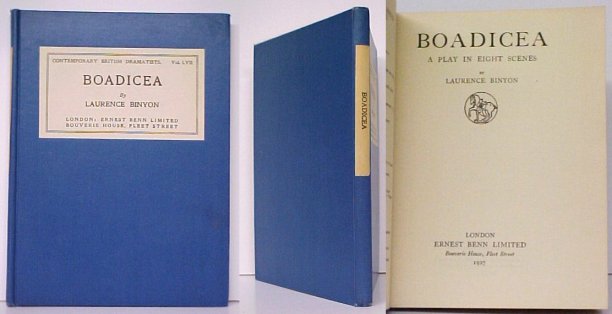 CONTEMPORARY BRITISH DRAMATISTS. Vol. LVII
BOADICEA
By
LAURENCE BINYON
LONDON: ERNEST BENN LIMITED
BOUVERIE HOUSE, FLEET STREET
BOADICEA
BOADICEA
A PLAY IN EIGHT SCENES
BY
LAURENCE BINYON
LONDON
ERNEST BENN LIMITED
Bouverie House, Fleet Street
1927